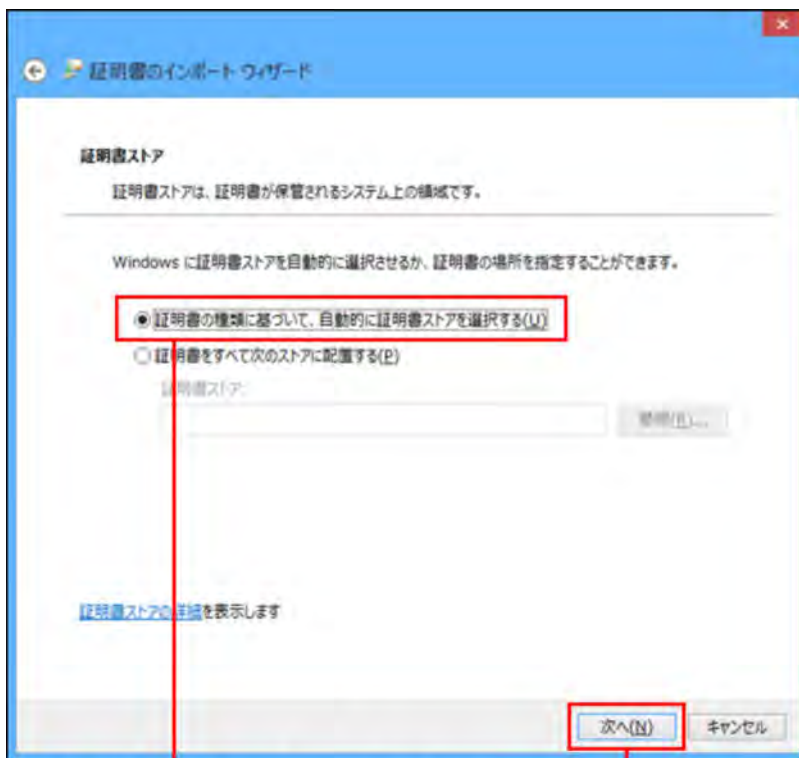 証明書のインポート ウィザード
証明書ストア
証明書ストアは、証明書が保管されるシステム上の領域です。
Windows に証明書ストアを自動的に選択させるか、証明書の場所を指定することができます。
証明書の種類に基づいて、自動的に証明書ストアを選択する(U)
証明書をすべて次のストアに配置する(P)
証明書ストア:
参照(R)...
証明書ストアの詳細を表示します
次へ(N)
キャンセル